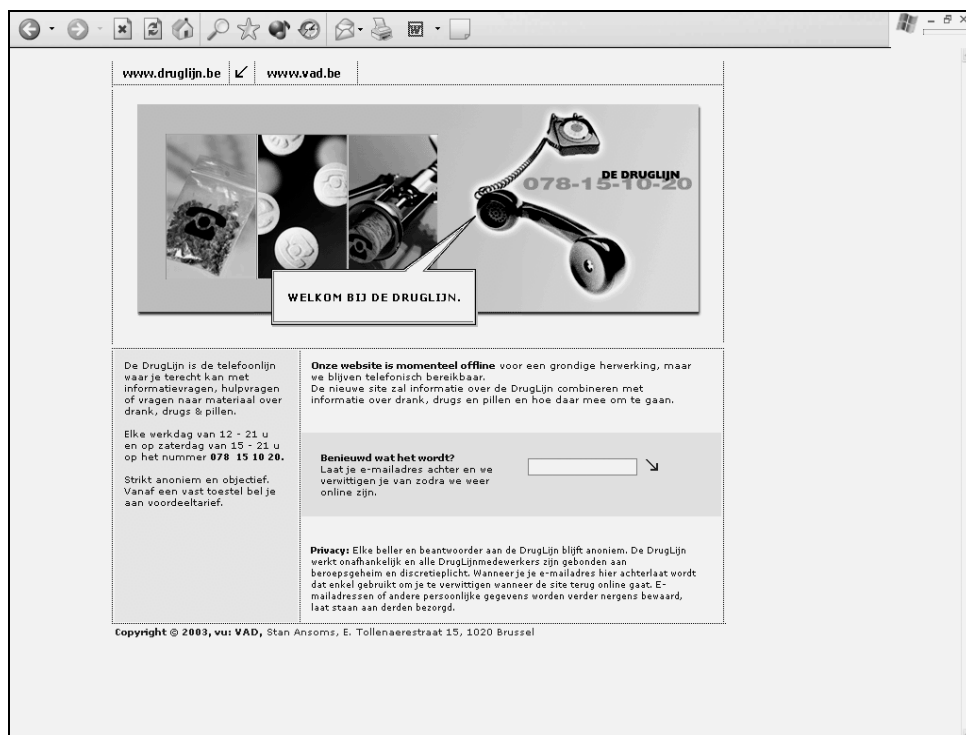 www.druglijn.be www.vad.be
DE DRUGLIJN
078-15-10-20
WELKOM BIJ DE DRUGLIJN.
De DrugLijn is de telefoonlijn
waar je terecht kan met
informatievragen, hulpvragen
of vragen naar materiaal over
drank, drugs & pillen.
Elke werkdag van 12 - 21 u
en op zaterdag van 15 - 21 u
op het nummer 078 15 10 20.
Strikt anoniem en objectief.
Vanaf een vast toestel bel je
aan voordeeltarief.
Onze website is momenteel offline voor een grondige herwerking, maar
we blijven telefonisch bereikbaar.
De nieuwe site zal informatie over de DrugLijn combineren met
informatie over drank, drugs en pillen en hoe daar mee om te gaan.
Benieuwd wat het wordt?
Laat je e-mailadres achter en we
verwittigen je van zodra we weer
online zijn.
Privacy: Elke beller en beantwoorder aan de DrugLijn blijft anoniem. De DrugLijn
werkt onafhankelijk en alle DrugLijnmedewerkers zijn gebonden aan
beroepsgeheim en discretieplicht. Wanneer je je e-mailadres hier achterlaat wordt
dat enkel gebruikt om je te verwittigen wanneer de site terug online gaat. E-
mailadressen of andere persoonlijke gegevens worden verder nergens bewaard,
laat staan aan derden bezorgd.
Copyright © 2003, vu: VAD, Stan Ansoms, E. Tollenaerestraat 15, 1020 Brussel